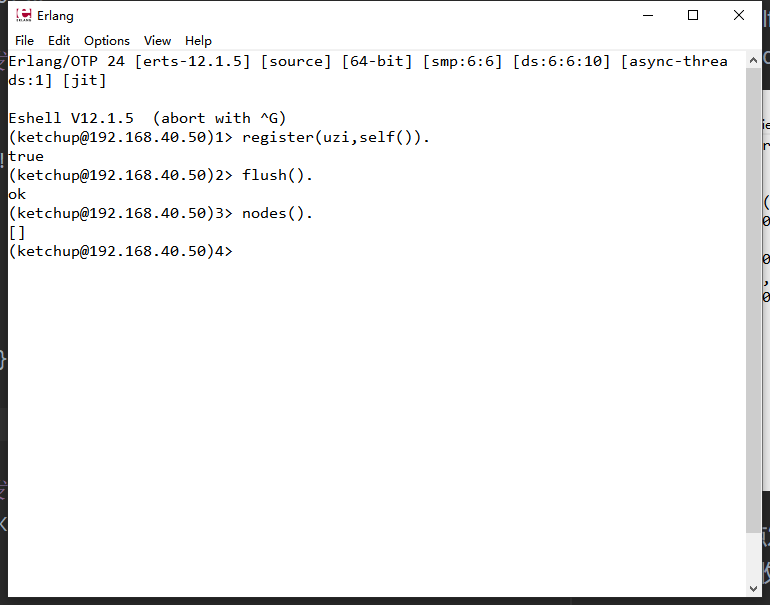 Erlang
File Edit Options View Help
Erlang/OTP 24 [erts-12.1.5] [source] [64-bit] [smp:6:6] [ds:6:6:10] [async-threa
ds:1] [jit]
Eshell V12.1.5  (abort with ^G)
(ketchup@192.168.40.50)1> register(uzi,self()).
true
(ketchup@192.168.40.50)2> flush().
ok
(ketchup@192.168.40.50)3> nodes().
[]
(ketchup@192.168.40.50)4>